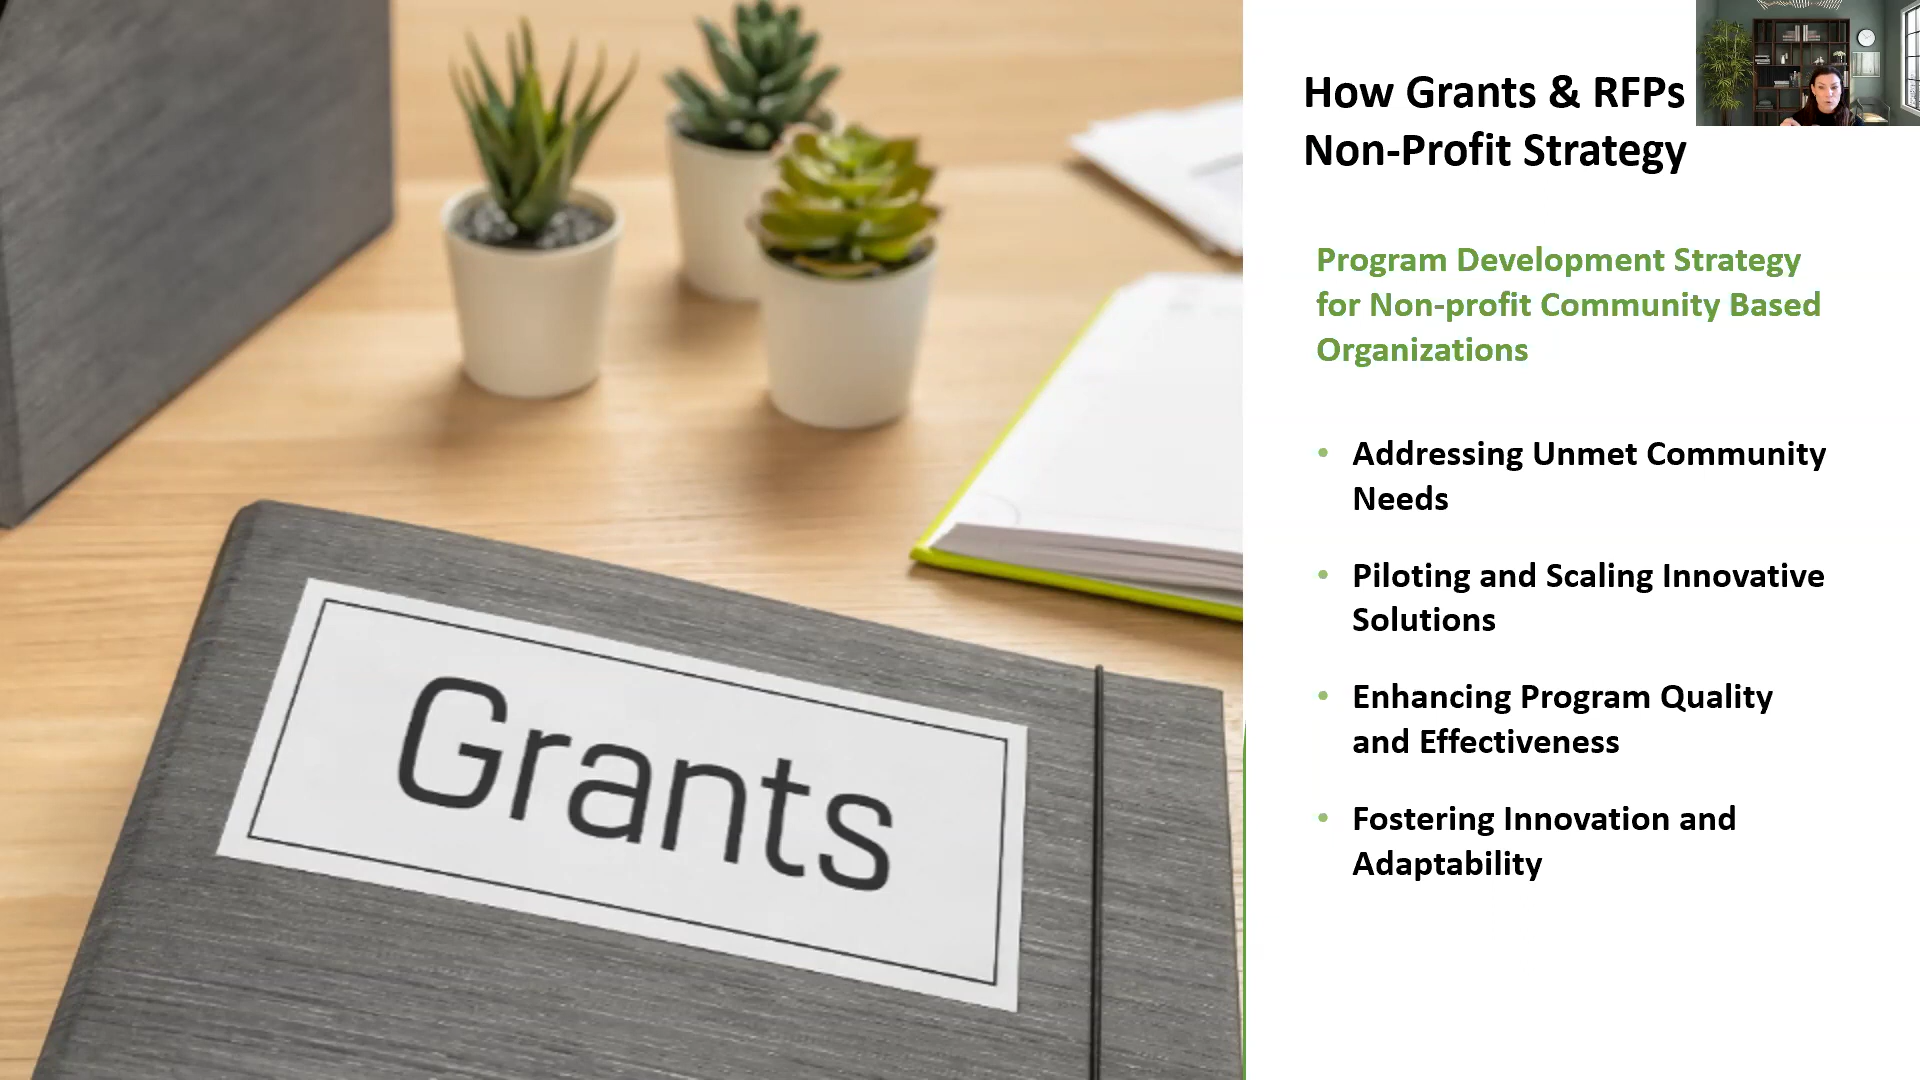 How Grants & RFPs
Non-Profit Strategy
Program Development Strategy
for Non-profit Community Based
Organizations
• Addressing Unmet Community
Needs
• Piloting and Scaling Innovative
Solutions
• Enhancing Program Quality
and Effectiveness
• Fostering Innovation and
Adaptability
Grants